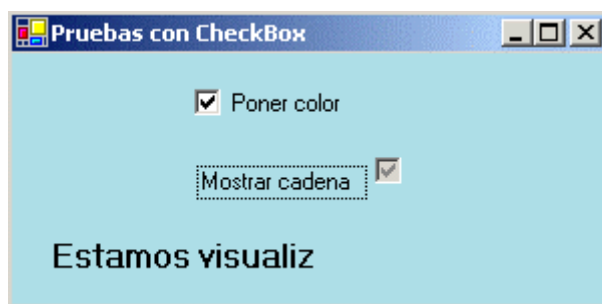 Pruebas con CheckBox
Poner color
Mostrar cadena
Estamos visualiz